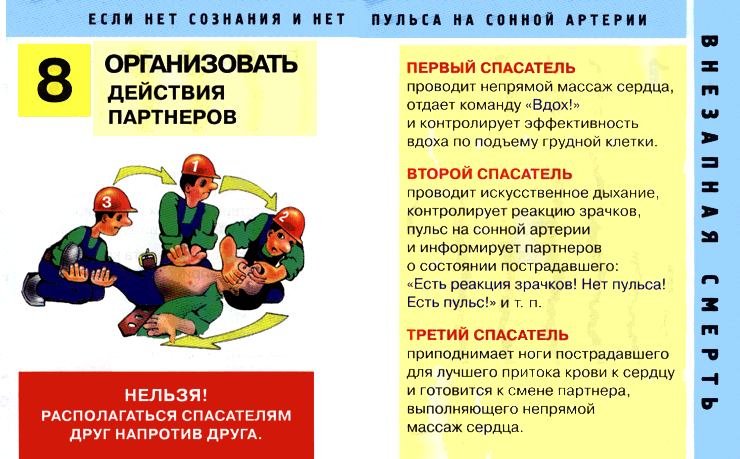 ЕСЛИ НЕТ СОЗНАНИЯ И НЕТ ПУЛЬСА НА СОННОЙ АРТЕРИИ
8
ОРГАНИЗОВАТЬ
ДЕЙСТВИЯ
ПАРТНЕРОВ
1
2
3
НЕЛЬЗЯ!
РАСПОЛАГАТЬСЯ СПАСАТЕЛЯМ
ДРУГ НАПРОТИВ ДРУГА.
ПЕРВЫЙ СПАСАТЕЛЬ
проводит непрямой массаж сердца,
отдает команду «Вдох!»
и контролирует эффективность
вдоха по подъему грудной клетки.
ВТОРОЙ СПАСАТЕЛЬ
проводит искусственное дыхание,
контролирует реакцию зрачков,
пульс на сонной артерии
и информирует партнеров
о состоянии пострадавшего:
«Есть реакция зрачков! Нет пульса!
Есть пульс!» и т. п.
ТРЕТИЙ СПАСАТЕЛЬ
приподнимает ноги пострадавшего
для лучшего притока крови к сердцу
и готовится к смене партнера,
выполняющего непрямой
массаж сердца.
ВНЕЗАПНАЯ СМЕРТЬ